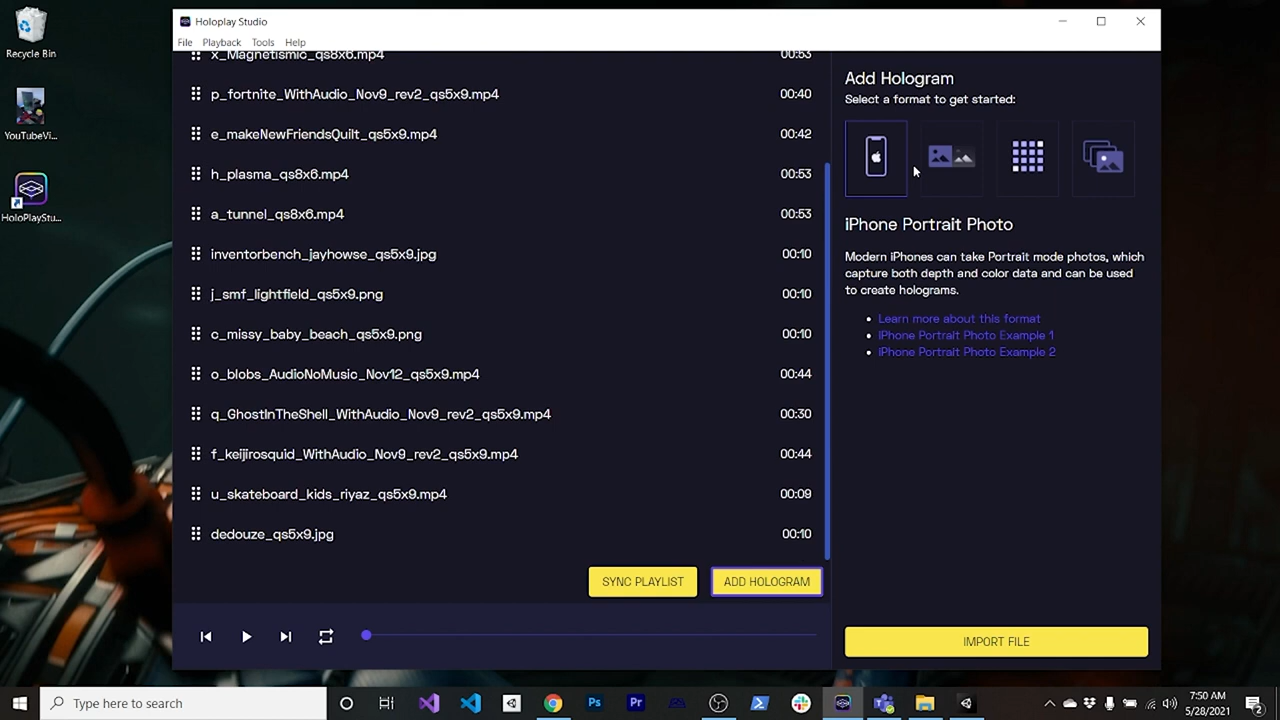 Recycle Bin
YouTubeVi...
HoloPlayStu...
Holoplay Studio
File Playback Tools Help
x_Magnetismic_qs8x6.mp4 00:53
p_fortnite_WithAudio_Nov9_rev2_qs5x9.mp4 00:40
e_makeNewFriendsQuilt_qs5x9.mp4 00:42
h_plasma_qs8x6.mp4 00:53
a_tunnel_qs8x6.mp4 00:53
inventorbench_jayhowse_qs5x9.jpg 00:10
j_smf_lightfield_qs5x9.png 00:10
c_missy_baby_beach_qs5x9.png 00:10
o_blobs_AudioNoMusic_Nov12_qs5x9.mp4 00:44
q_GhostInTheShell_WithAudio_Nov9_rev2_qs5x9.mp4 00:30
f_keijirosquid_WithAudio_Nov9_rev2_qs5x9.mp4 00:44
u_skateboard_kids_riyaz_qs5x9.mp4 00:09
dedouze_qs5x9.jpg 00:10
SYNC PLAYLIST ADD HOLOGRAM
Add Hologram
Select a format to get started:
iPhone Portrait Photo
Modern iPhones can take Portrait mode photos, which
capture both depth and color data and can be used
to create holograms.
Learn more about this format
IPhone Portrait Photo Example 1
IPhone Portrait Photo Example 2
IMPORT FILE
Type here to search
Ps
Pr
7:50 AM
5/28/2021
2